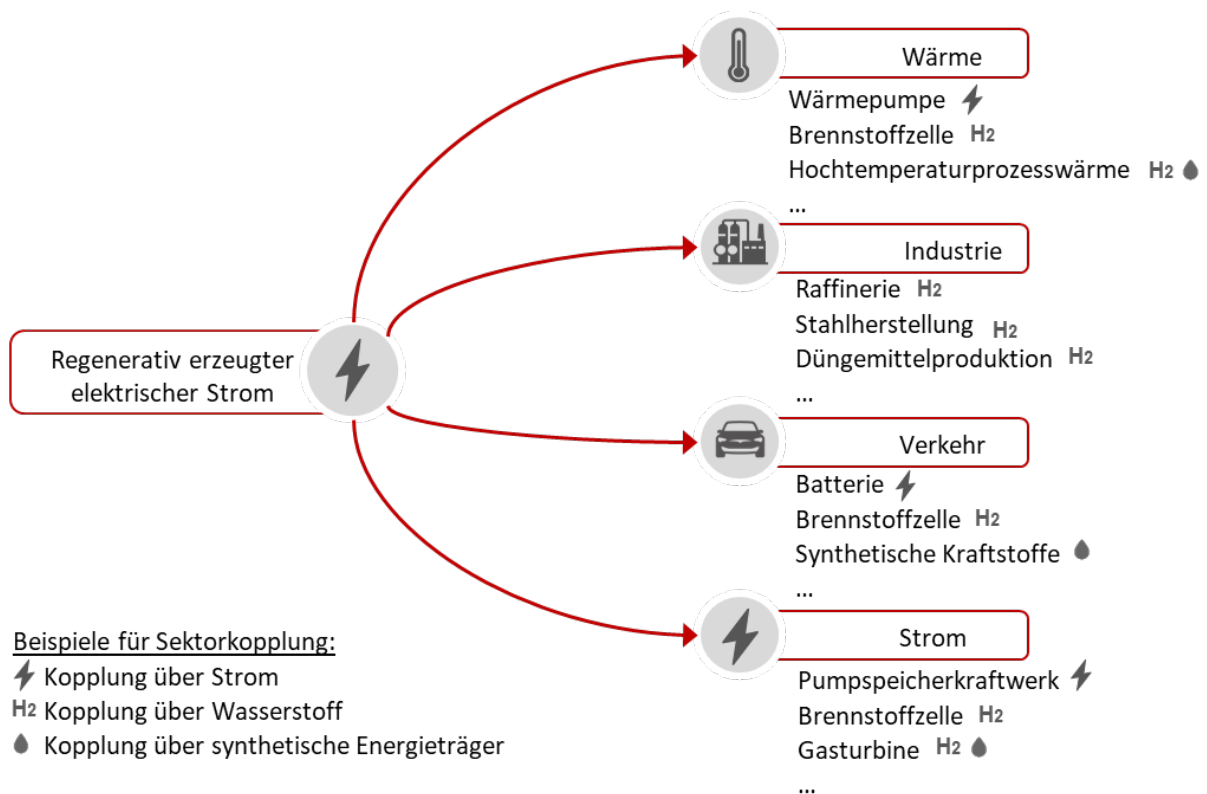 Wärme
Wärmepumpe
Brennstoffzelle H2
Hochtemperaturprozesswärme H2
...
Industrie
Raffinerie H2
Stahlherstellung H2
Düngemittelproduktion H2
...
Regenerativ erzeugter
elektrischer Strom
Verkehr
Batterie
Brennstoffzelle H2
Synthetische Kraftstoffe
...
Strom
Pumpspeicherkraftwerk
Brennstoffzelle H2
Gasturbine H2
...
Beispiele für Sektorkopplung:
Kopplung über Strom
H2 Kopplung über Wasserstoff
Kopplung über synthetische Energieträger